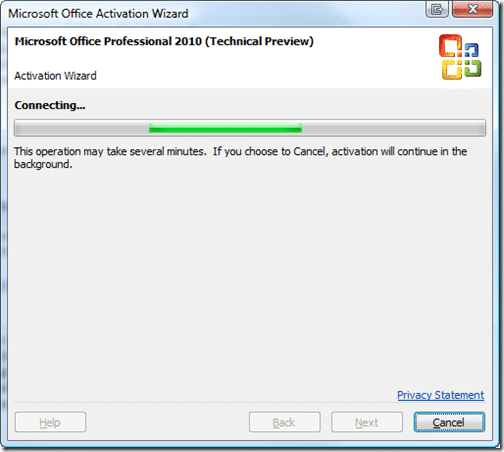 Microsoft Office Activation Wizard
Microsoft Office Professional 2010 (Technical Preview)
Activation Wizard
Connecting...
This operation may take several minutes.  If you choose to Cancel, activation will continue in the
background.
Privacy Statement
Help
Back
Next
Cancel